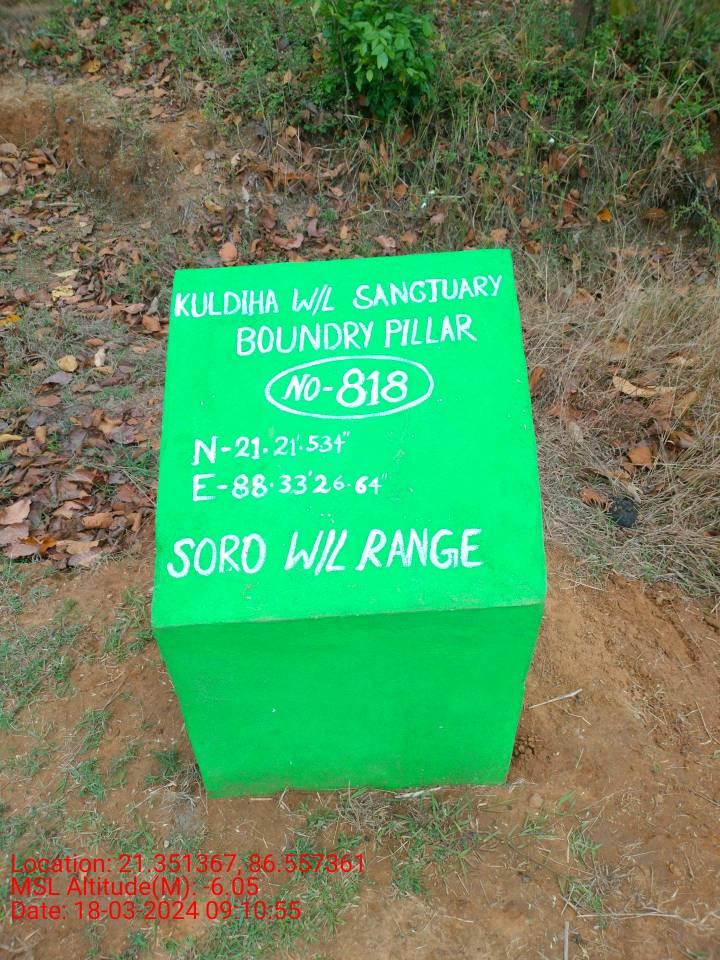 KULDIHA W/L SANCTUARY
BOUNDRY PILLAR
NO-818
N-21.21'.534"
E-88.33'26.64"
SORO W/L RANGE
Location: 21.351367, 86.557361
MSL Altitude(M): -6.05
Date: 18-03-2024 09:10:55